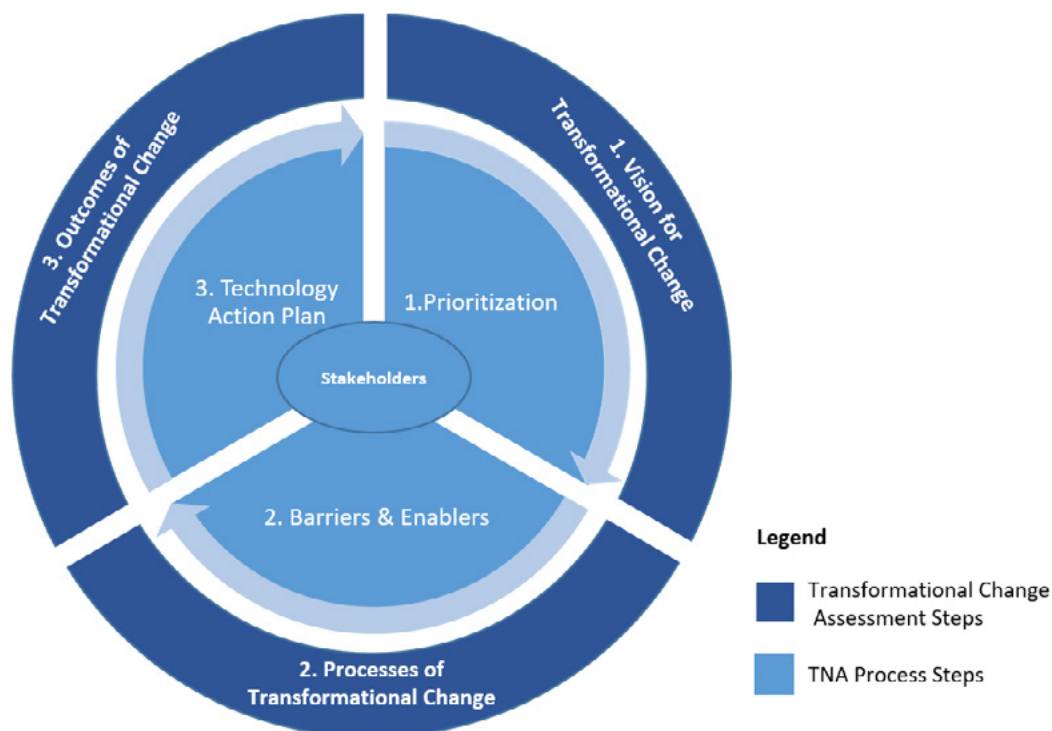 1. Vision for
Transformational Change
3. Outcomes of
Transformational Change
3. Technology
Action Plan
1.Prioritization
Stakeholders
2. Barriers & Enablers
2. Processes of
Transformational Change
Legend
Transformational Change
Assessment Steps
TNA Process Steps